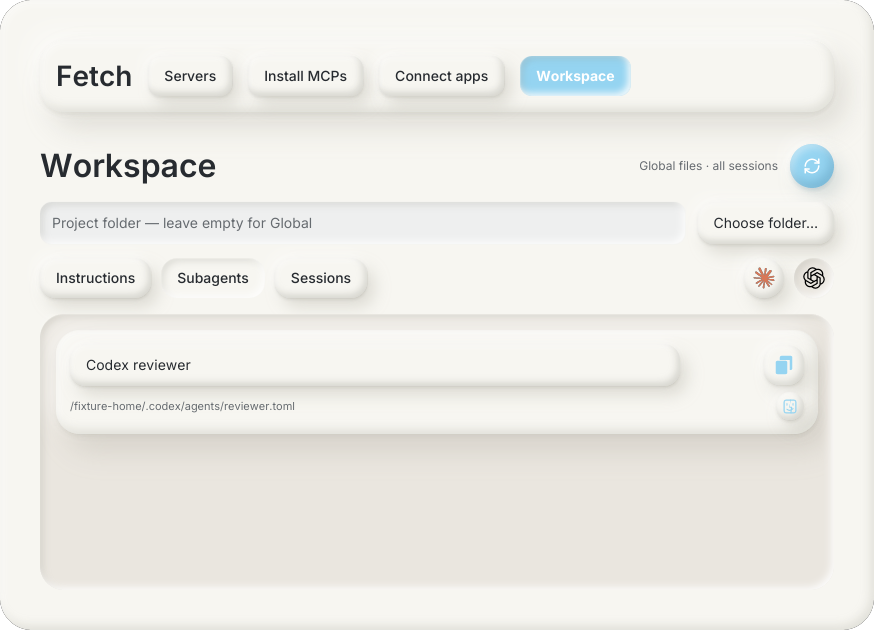 Fetch
Servers
Install MCPs
Connect apps
Workspace
Workspace
Global files · all sessions
Project folder — leave empty for Global
Choose folder...
Instructions
Subagents
Sessions
Codex reviewer
/fixture-home/.codex/agents/reviewer.toml